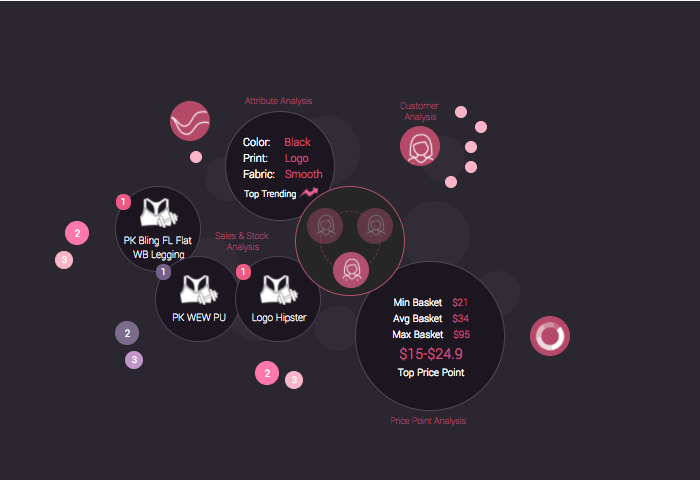 Attribute Analysis
Customer
Analysis
Color: Black
Print: Logo
Fabric: Smooth
Top Trending
1
PK Bling FL Flat
WB Legging
2
3
Sales & Stock
Analysis
1
PK WEW PU
2
3
1
Logo Hipster
2
3
Min Basket $21
Avg Basket $34
Max Basket $95
$15-$24.9
Top Price Point
Price Point Analysis